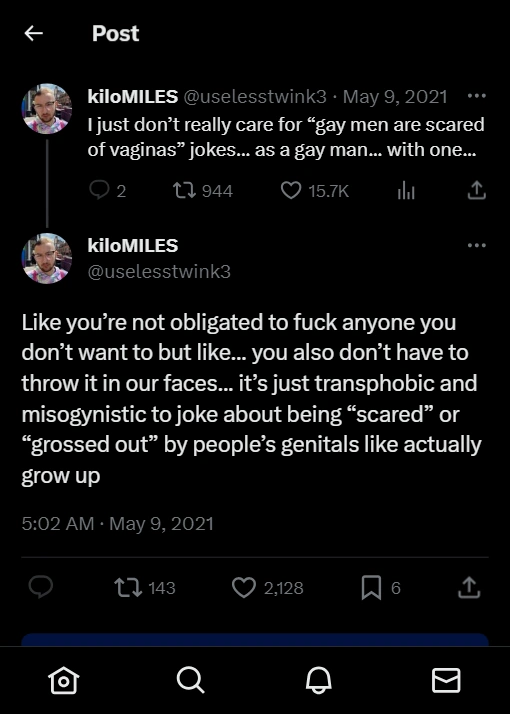 Post
kiloMILES @uselesstwink3 · May 9, 2021
I just don’t really care for “gay men are scared
of vaginas” jokes... as a gay man... with one...
2 944 15.7K
kiloMILES
@uselesstwink3
Like you’re not obligated to fuck anyone you
don’t want to but like... you also don’t have to
throw it in our faces... it’s just transphobic and
misogynistic to joke about being “scared” or
“grossed out” by people’s genitals like actually
grow up
5:02 AM · May 9, 2021
143 2,128 6